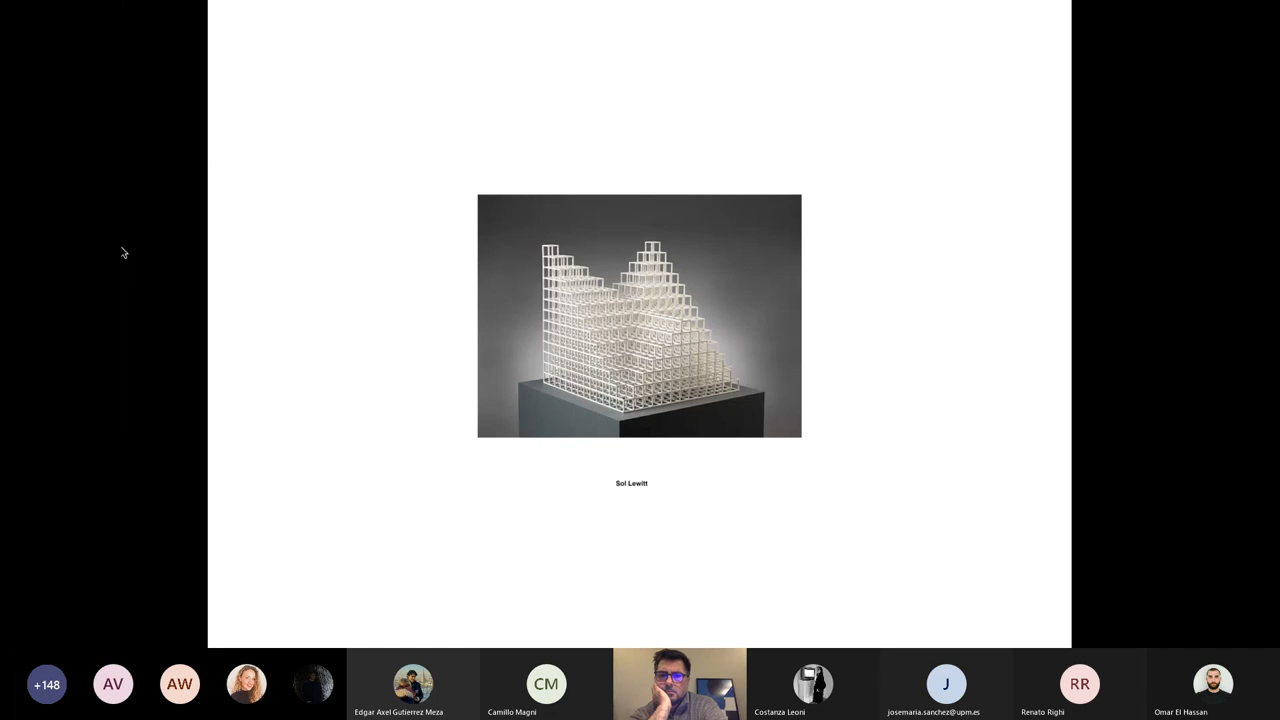 Sol Lewitt
+148
AV
AW
Edgar Axel Gutierrez Meza
CM
Camillo Magni
Costanza Leoni
J
josemaria.sanchez@upm.es
RR
Renato Righi
Omar El Hassan